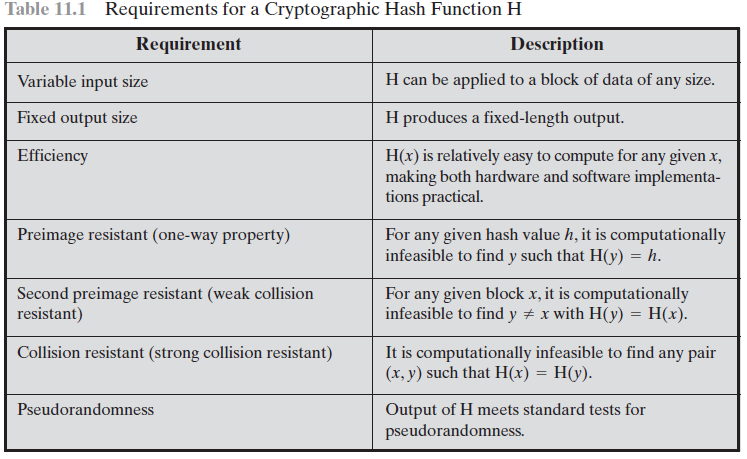 Table 11.1 Requirements for a Cryptographic Hash Function H
Requirement
Description
Variable input size
H can be applied to a block of data of any size.
Fixed output size
H produces a fixed-length output.
Efficiency
H(x) is relatively easy to compute for any given x,
making both hardware and software implementa-
tions practical.
Preimage resistant (one-way property)
For any given hash value h, it is computationally
infeasible to find y such that H(y) = h.
Second preimage resistant (weak collision
resistant)
For any given block x, it is computationally
infeasible to find y ≠ x with H(y) = H(x).
Collision resistant (strong collision resistant)
It is computationally infeasible to find any pair
(x, y) such that H(x) = H(y).
Pseudorandomness
Output of H meets standard tests for
pseudorandomness.